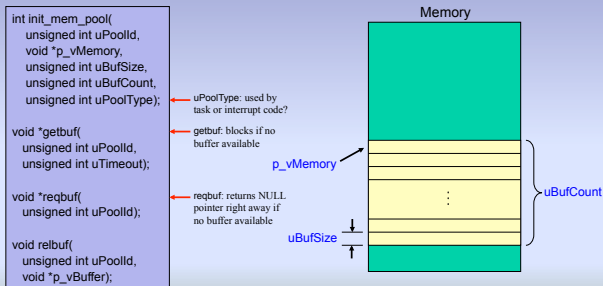 int init_mem_pool(
unsigned int uPoolId,
void *p_vMemory,
unsigned int uBufSize,
unsigned int uBufCount,
unsigned int uPoolType);
void *getbuf(
unsigned int uPoolId,
unsigned int uTimeout);
void *reqbuf(
unsigned int uPoolId);
void relbuf(
unsigned int uPoolId,
void *p_vBuffer);
uPoolType: used by
task or interrupt code?
getbuf: blocks if no
buffer available
reqbuf: returns NULL
pointer right away if
no buffer available
Memory
p_vMemory
uBufCount
uBufSize